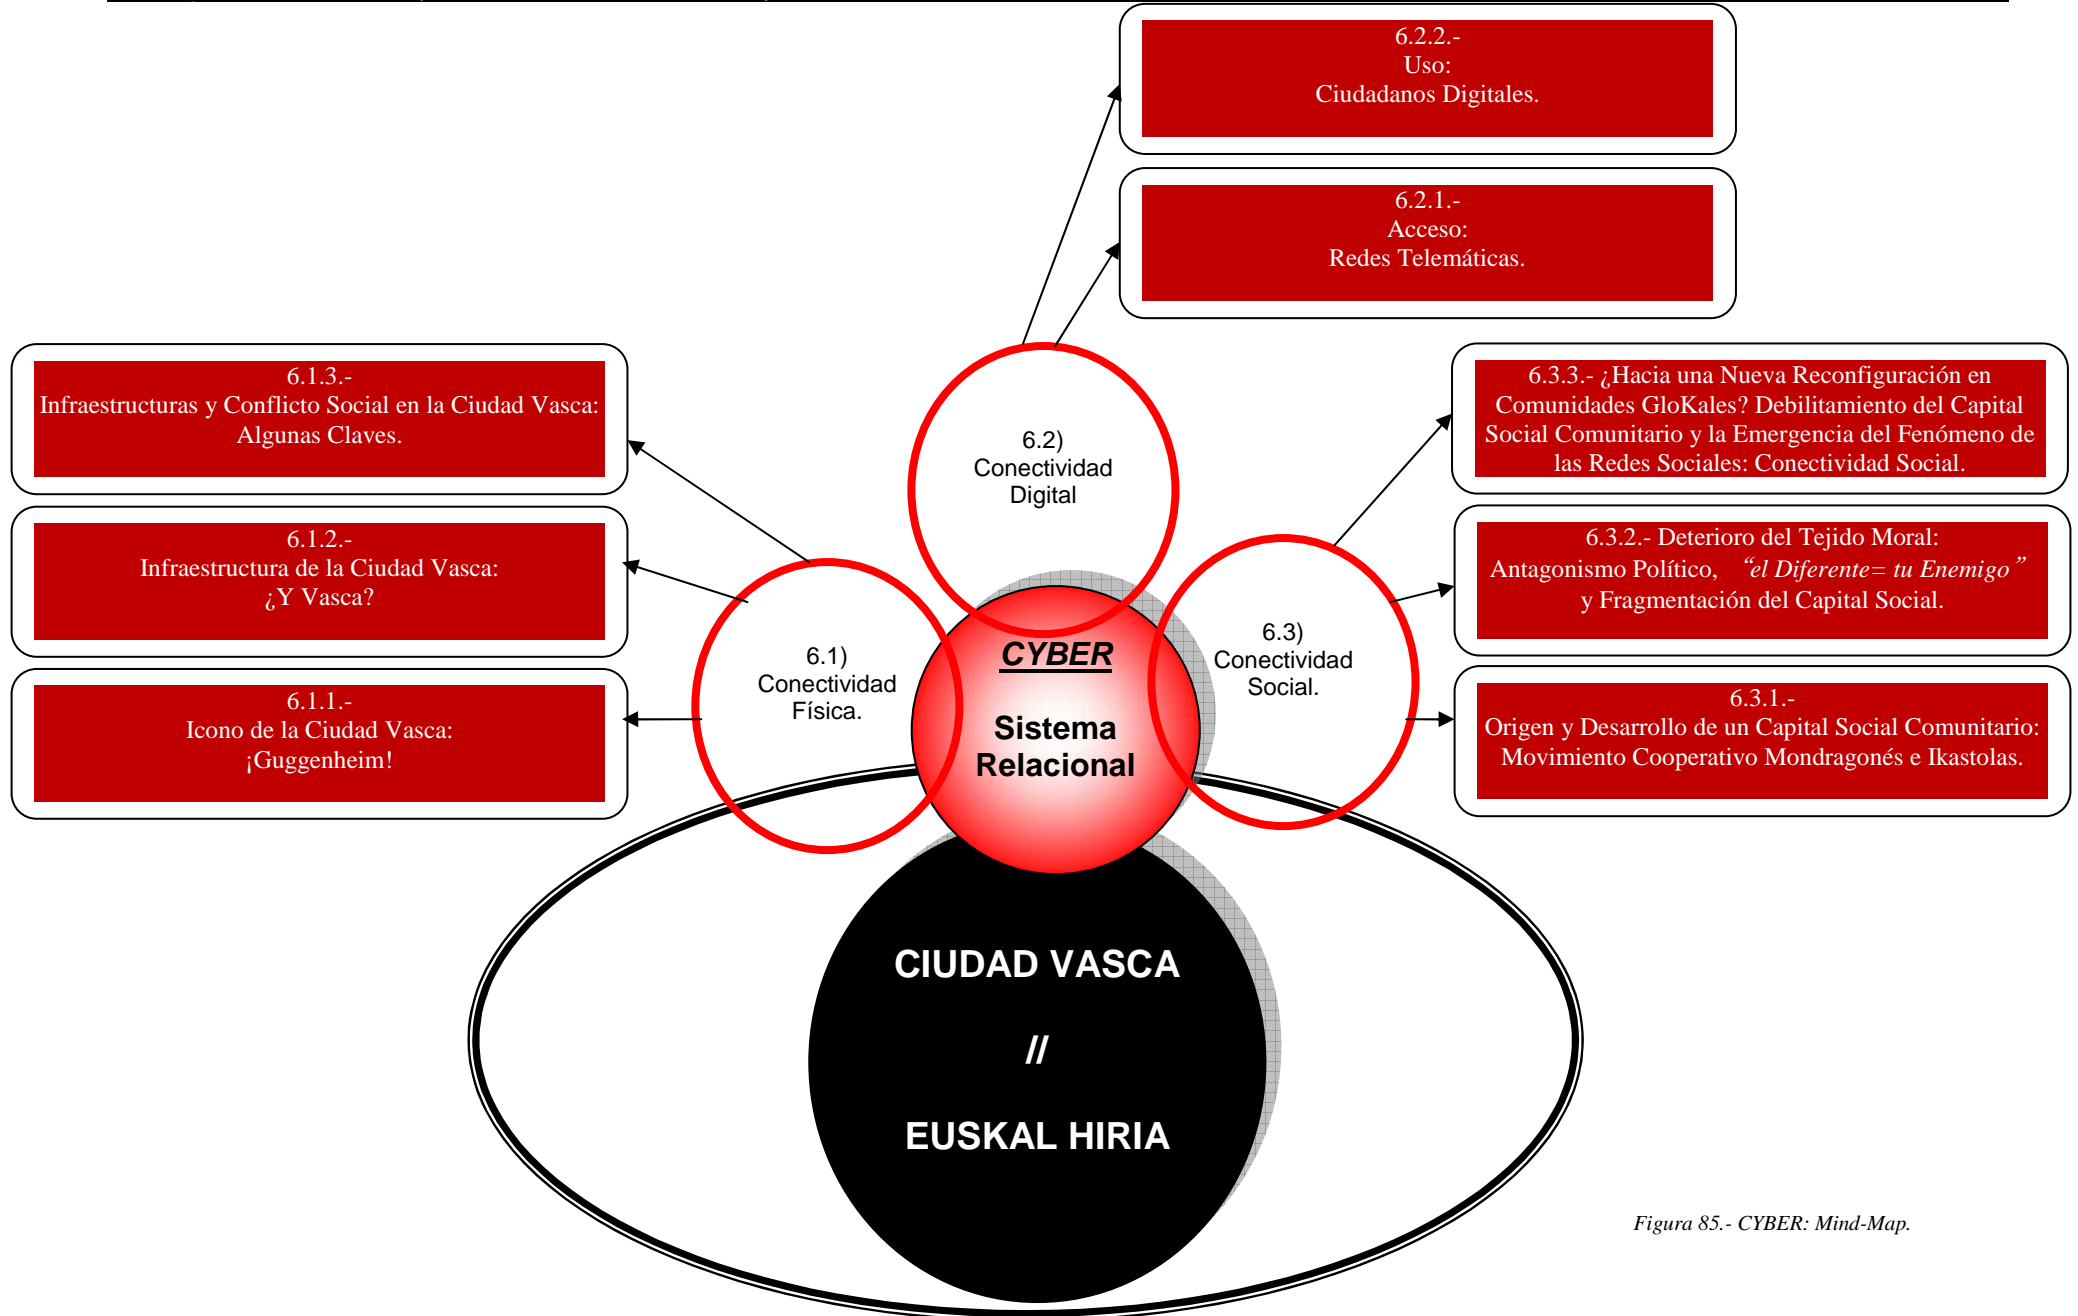 6.2.2.-
Uso:
Ciudadanos Digitales.
6.2.1.-
Acceso:
Redes Telemáticas.
6.1.3.-
Infraestructuras y Conflicto Social en la Ciudad Vasca:
Algunas Claves.
6.1.2.-
Infraestructura de la Ciudad Vasca:
¿Y Vasca?
6.1.1.-
Icono de la Ciudad Vasca:
¡Guggenheim!
6.2)
Conectividad
Digital
6.1)
Conectividad
Física.
6.3)
Conectividad
Social.
6.3.3.- ¿Hacia una Nueva Reconfiguración en
Comunidades GloKales? Debilitamiento del Capital
Social Comunitario y la Emergencia del Fenómeno de
las Redes Sociales: Conectividad Social.
6.3.2.- Deterioro del Tejido Moral:
Antagonismo Político, “el Diferente= tu Enemigo”
y Fragmentación del Capital Social.
6.3.1.-
Origen y Desarrollo de un Capital Social Comunitario:
Movimiento Cooperativo Mondragonés e Ikastolas.
CYBER
Sistema
Relacional
CIUDAD VASCA
//
EUSKAL HIRIA
Figura 85.- CYBER: Mind-Map.